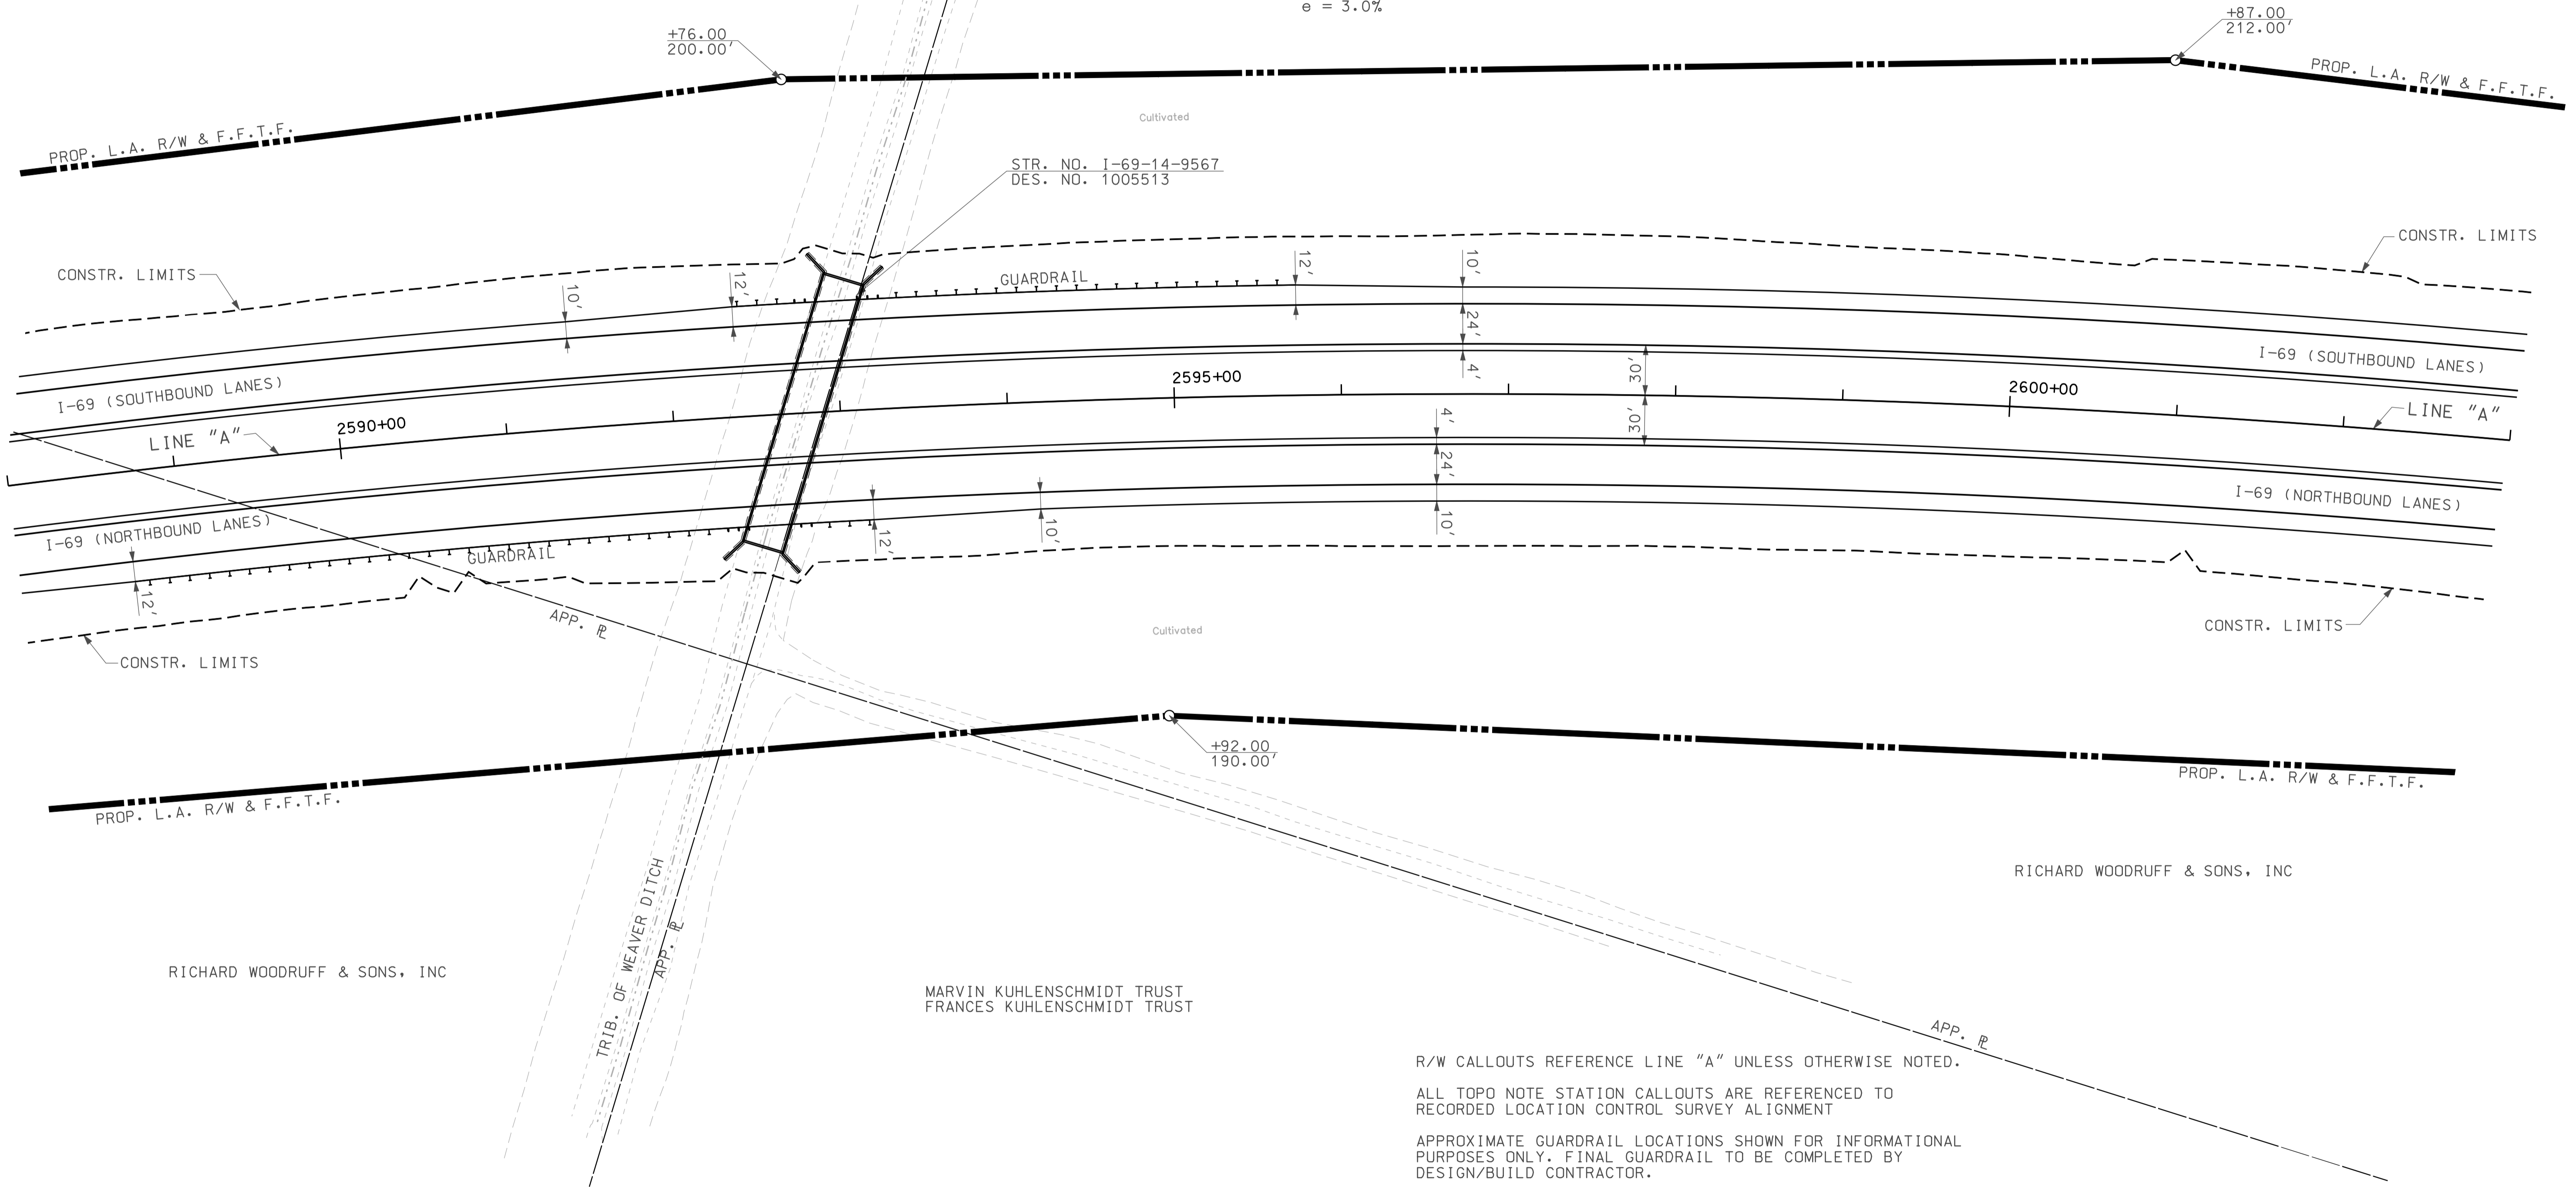 e = 3.0%
+76.00
200.00'
+87.00
212.00'
PROP. L.A. R/W & F.F.T.F.
PROP. L.A. R/W & F.F.T.F.
Cultivated
STR. NO. I-69-14-9567
DES. NO. 1005513
CONSTR. LIMITS
CONSTR. LIMITS
GUARDRAIL
10'
12'
12'
10'
24'
4'
30'
30'
I-69 (SOUTHBOUND LANES)
I-69 (SOUTHBOUND LANES)
2590+00
2595+00
2600+00
LINE "A"
LINE "A"
4'
24'
10'
I-69 (NORTHBOUND LANES)
I-69 (NORTHBOUND LANES)
GUARDRAIL
12'
12'
10'
APP. ⅊
CONSTR. LIMITS
CONSTR. LIMITS
Cultivated
+92.00
190.00'
PROP. L.A. R/W & F.F.T.F.
PROP. L.A. R/W & F.F.T.F.
TRIB. OF WEAVER DITCH
APP. ⅊
RICHARD WOODRUFF & SONS, INC
RICHARD WOODRUFF & SONS, INC
MARVIN KUHLENSCHMIDT TRUST
FRANCES KUHLENSCHMIDT TRUST
APP. ⅊
R/W CALLOUTS REFERENCE LINE "A" UNLESS OTHERWISE NOTED.
ALL TOPO NOTE STATION CALLOUTS ARE REFERENCED TO
RECORDED LOCATION CONTROL SURVEY ALIGNMENT
APPROXIMATE GUARDRAIL LOCATIONS SHOWN FOR INFORMATIONAL
PURPOSES ONLY. FINAL GUARDRAIL TO BE COMPLETED BY
DESIGN/BUILD CONTRACTOR.